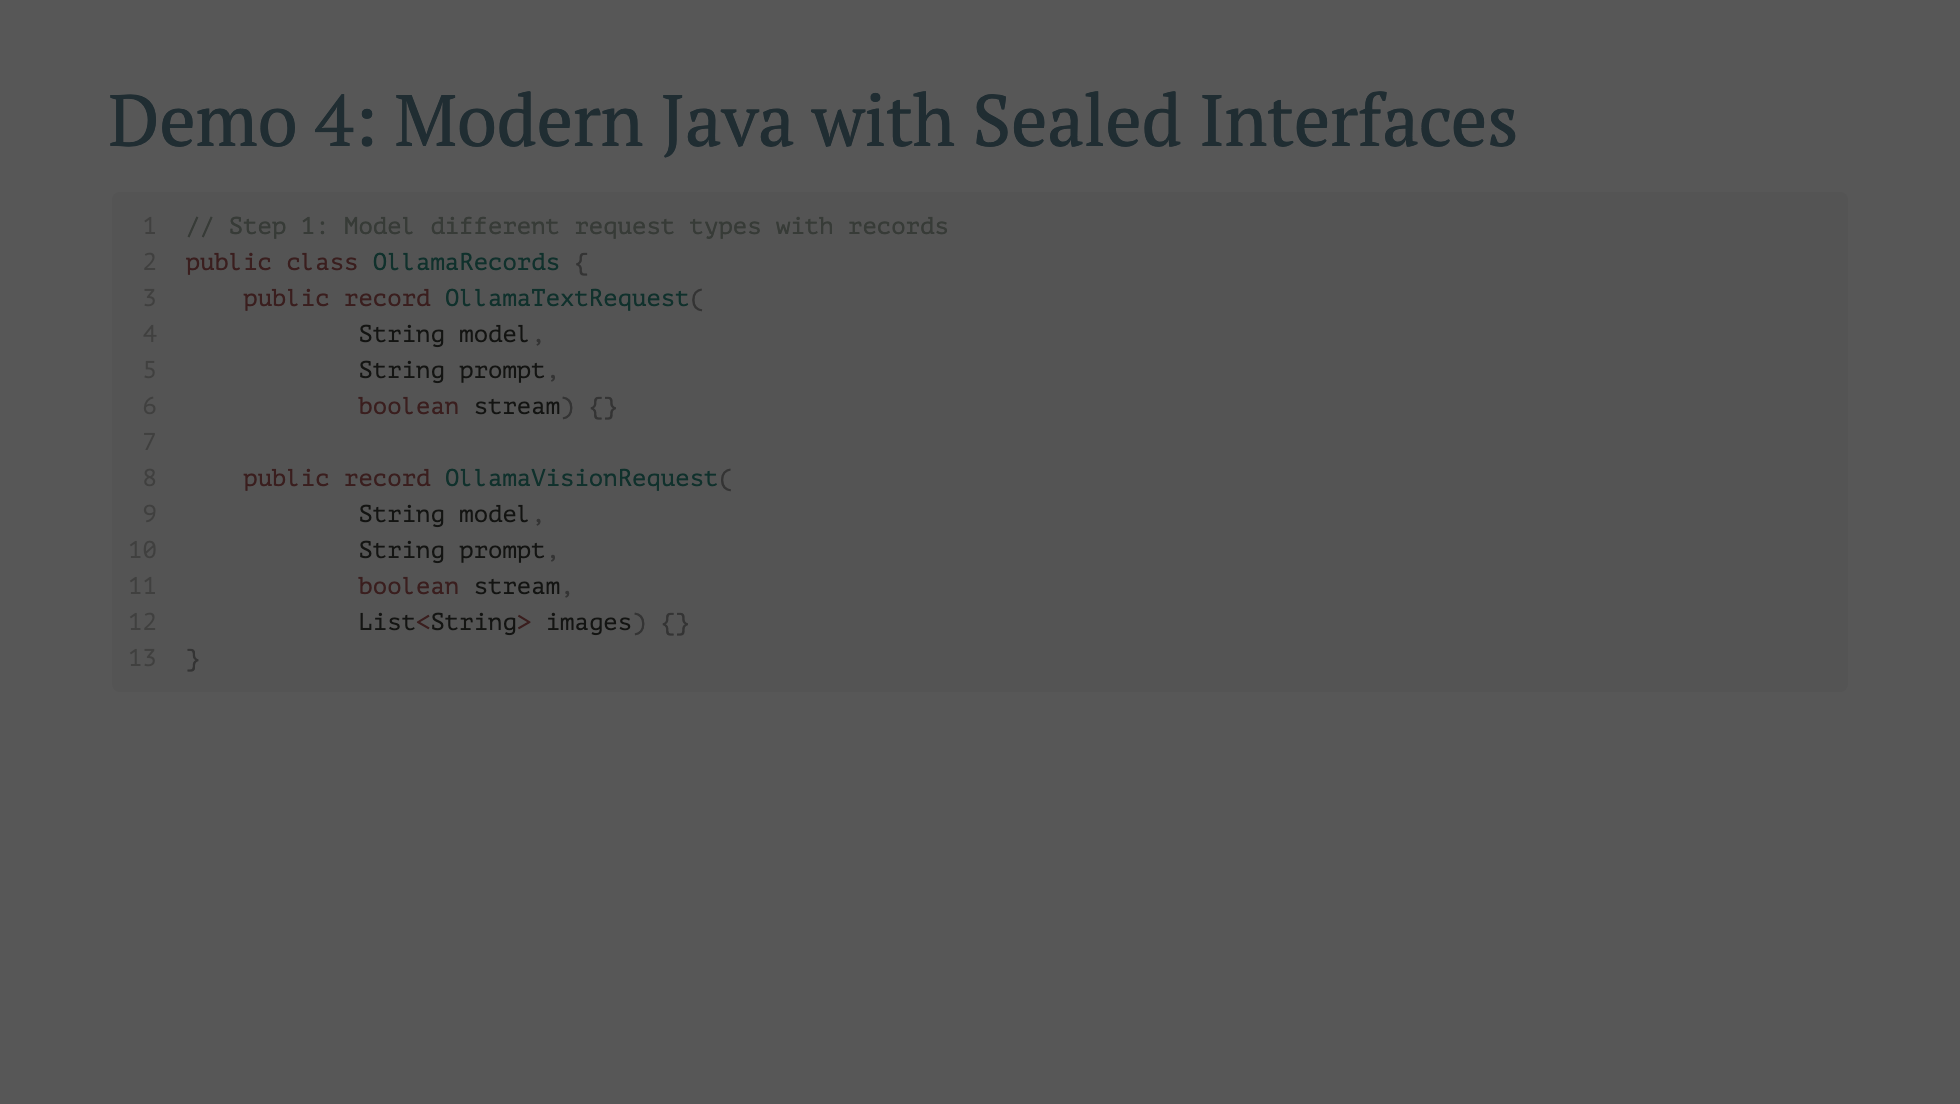 Demo 4: Modern Java with Sealed Interfaces
1 // Step 1: Model different request types with records
2 public class OllamaRecords {
3     public record OllamaTextRequest(
4             String model,
5             String prompt,
6             boolean stream) {}
7
8     public record OllamaVisionRequest(
9             String model,
10             String prompt,
11             boolean stream,
12             List<String> images) {}
13 }